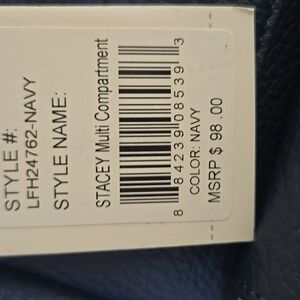 STYLE #:
LFH24762-NAVY
STYLE NAME:
STACEY Multi Compartment
8 84239 08539 3
COLOR: NAVY
MSRP $ 98.00